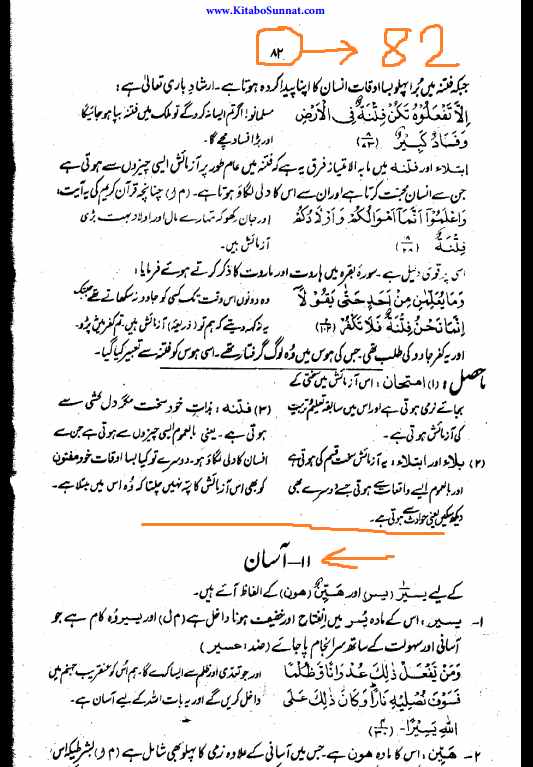 www.KitaboSunnat.com
۸۲ 82
جبکہ فتنہ میں بُرا پہلو بسا اوقات انسان کا اپنا پیدا کردہ ہوتا ہے۔ ارشادِ باری تعالیٰ ہے:
اِلَّا تَفْعَلُوْهُ تَكُنْ فِتْنَةٌ فِی الْاَرْضِ
وَفَسَادٌ كَبِيْرٌ (۸/۷۳)
مسلمانو! اگر تم ایسا نہ کرو گے تو ملک میں فتنہ بپا ہو جائیگا
اور بڑا فساد مچے گا۔
ابتلاء اور فتنہ میں ما بہ الامتیاز فرق یہ ہے کہ فتنہ میں عام طور پر آزمائش ایسی چیزوں سے ہوتی ہے
جن سے انسان محبت کرتا ہے اور ان سے اس کا دلی لگاؤ ہوتا ہے۔ (م ل) چنانچہ قرآن کریم کی یہ آیت:
وَاعْلَمُوْٓا اَنَّمَآ اَمْوَالُكُمْ وَاَوْلَادُكُمْ
فِتْنَةٌ (۸/۲۸)
اور جان رکھو کہ تمہارے مال اور اولاد بہت بڑی
آزمائش ہیں۔
اسی پر قوی دلیل ہے۔ سورۂ بقرہ میں ہاروت اور ماروت کا ذکر کرتے ہوئے فرمایا:
وَمَا يُعَلِّمٰنِ مِنْ اَحَدٍ حَتّٰى يَقُوْلَآ
اِنَّمَا نَحْنُ فِتْنَةٌ فَلَا تَكْفُرْ (۲/۱۰۲)
وہ دونوں اس وقت تک کسی کو جادو نہ سکھاتے تھے جبتک
یہ نہ کہہ دیتے کہ ہم تو (ذریعۂ) آزمائش ہیں۔ تم کفر میں نہ پڑو۔
اور یہ کفر جادو کی طلب تھی جس کی ہوس میں وہ لوگ گرفتار تھے۔ اسی ہوس کو فتنہ سے تعبیر کیا گیا۔
ماحصل: (۱) امتحان: اس آزمائش میں سختی کے
بجائے نرمی ہوتی ہے اور اس میں سابقہ تعلیم و تربیت
کی آزمائش ہوتی ہے۔
(۲) بلاء اور ابتلاء: یہ آزمائش سخت قسم کی ہوتی ہے
اور بالعموم ایسے واقعات سے ہوتی ہے جسے دوسرے بھی
دیکھ سکیں یعنی حوادث سے ہوتی ہے۔
(۳) فتنہ: بذاتِ خود سخت مگر دل کشی سے
ہوتی ہے۔ یعنی بالعموم ایسی چیزوں سے ہوتی ہے جن سے
انسان کا دلی لگاؤ ہو۔ دوسرے تو کیا بسا اوقات خود مفتون
کو بھی اس آزمائش کا پتہ نہیں چلتا کہ وہ اس میں مبتلا ہے۔
۱۱۔ آسان
کے لیے یسیر (یسر) اور ھَیِّن (ھون) کے الفاظ آئے ہیں۔
۱۔ یسیر: اس کے مادہ یُسر میں انفتاح اور خفیف ہونا داخل ہے (م ل) اور یسیر وہ کام ہے جو
آسانی اور سہولت کے ساتھ سرانجام پا جائے (ضد: عسیر)
وَمَنْ يَّفْعَلْ ذٰلِكَ عُدْوَانًا وَّظُلْمًا
فَسَوْفَ نُصْلِيْهِ نَارًا وَكَانَ ذٰلِكَ عَلَى
اللّٰهِ يَسِيْرًا۔ (۴/۳۰)
اور جو تعدی اور ظلم سے ایسا کرے گا۔ ہم اُس کو عنقریب جہنم میں
داخل کریں گے اور یہ بات اللہ کے لیے آسان ہے۔
۲۔ ھَیِّن: اس کا مادہ ھون ہے۔ جس میں آسانی کے علاوہ نرمی کا پہلو بھی شامل ہے (م ل) بشرطیکہ اس